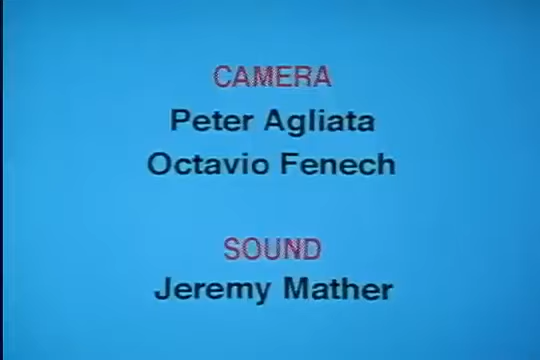 CAMERA
Peter Agliata
Octavio Fenech
SOUND
Jeremy Mather